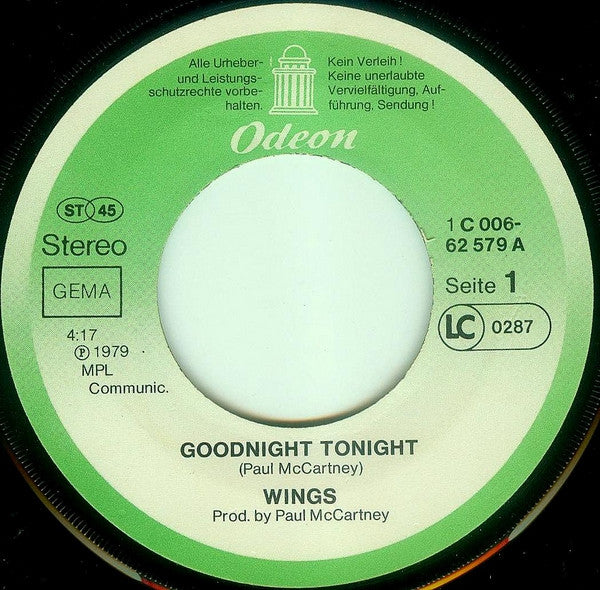 Alle Urheber-
und Leistungs-
schutzrechte vorbe-
halten.
Kein Verleih!
Keine unerlaubte
Vervielfältigung, Auf-
führung, Sendung!
Odeon
ST 45
Stereo
GEMA
4:17
℗ 1979
MPL
Communic.
1 C 006-
62 579 A
Seite 1
LC 0287
GOODNIGHT TONIGHT
(Paul McCartney)
WINGS
Prod. by Paul McCartney